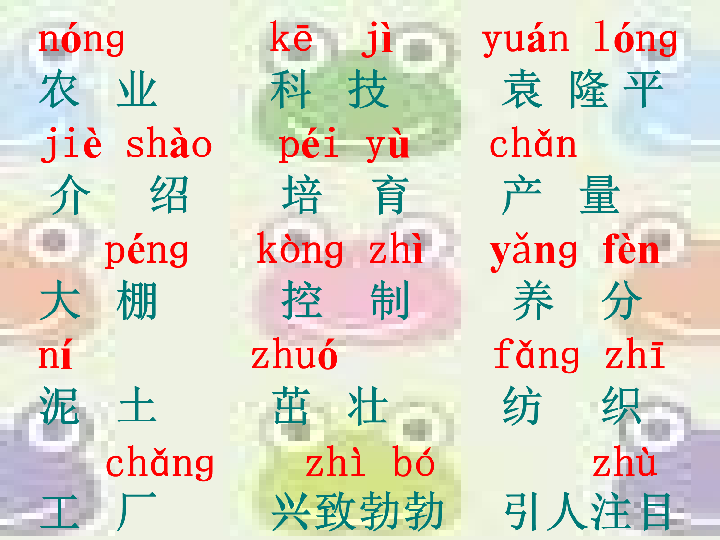 nóng kē jì yuán lóng
农 业 科 技 袁 隆 平
jiè shào péi yù chǎn
介 绍 培 育 产 量
péng kòng zhì yǎng fèn
大 棚 控 制 养 分
ní zhuó fǎng zhī
泥 土 茁 壮 纺 织
chǎng zhì bó zhù
工 厂 兴致勃勃 引人注目